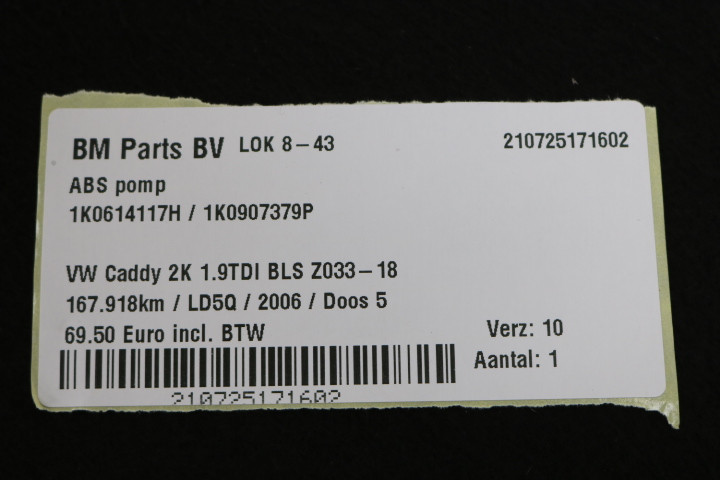 BM Parts BV LOK 8-43 210725171602
ABS pomp
1K0614117H / 1K0907379P
VW Caddy 2K 1.9TDI BLS Z033-18
167.918km / LD5Q / 2006 / Doos 5
69.50 Euro incl. BTW Verz: 10
Aantal: 1
210725171602